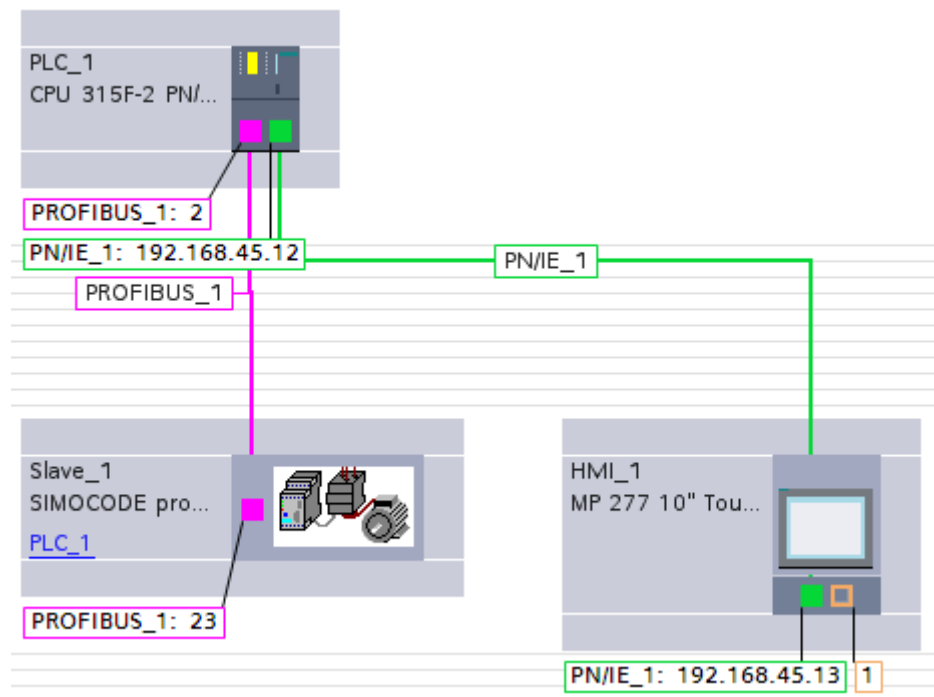 PLC_1
CPU 315F-2 PN/...
PROFIBUS_1: 2
PN/IE_1: 192.168.45.12
PN/IE_1
PROFIBUS_1
Slave_1
SIMOCODE pro...
PLC_1
PROFIBUS_1: 23
HMI_1
MP 277 10" Tou...
PN/IE_1: 192.168.45.13
1